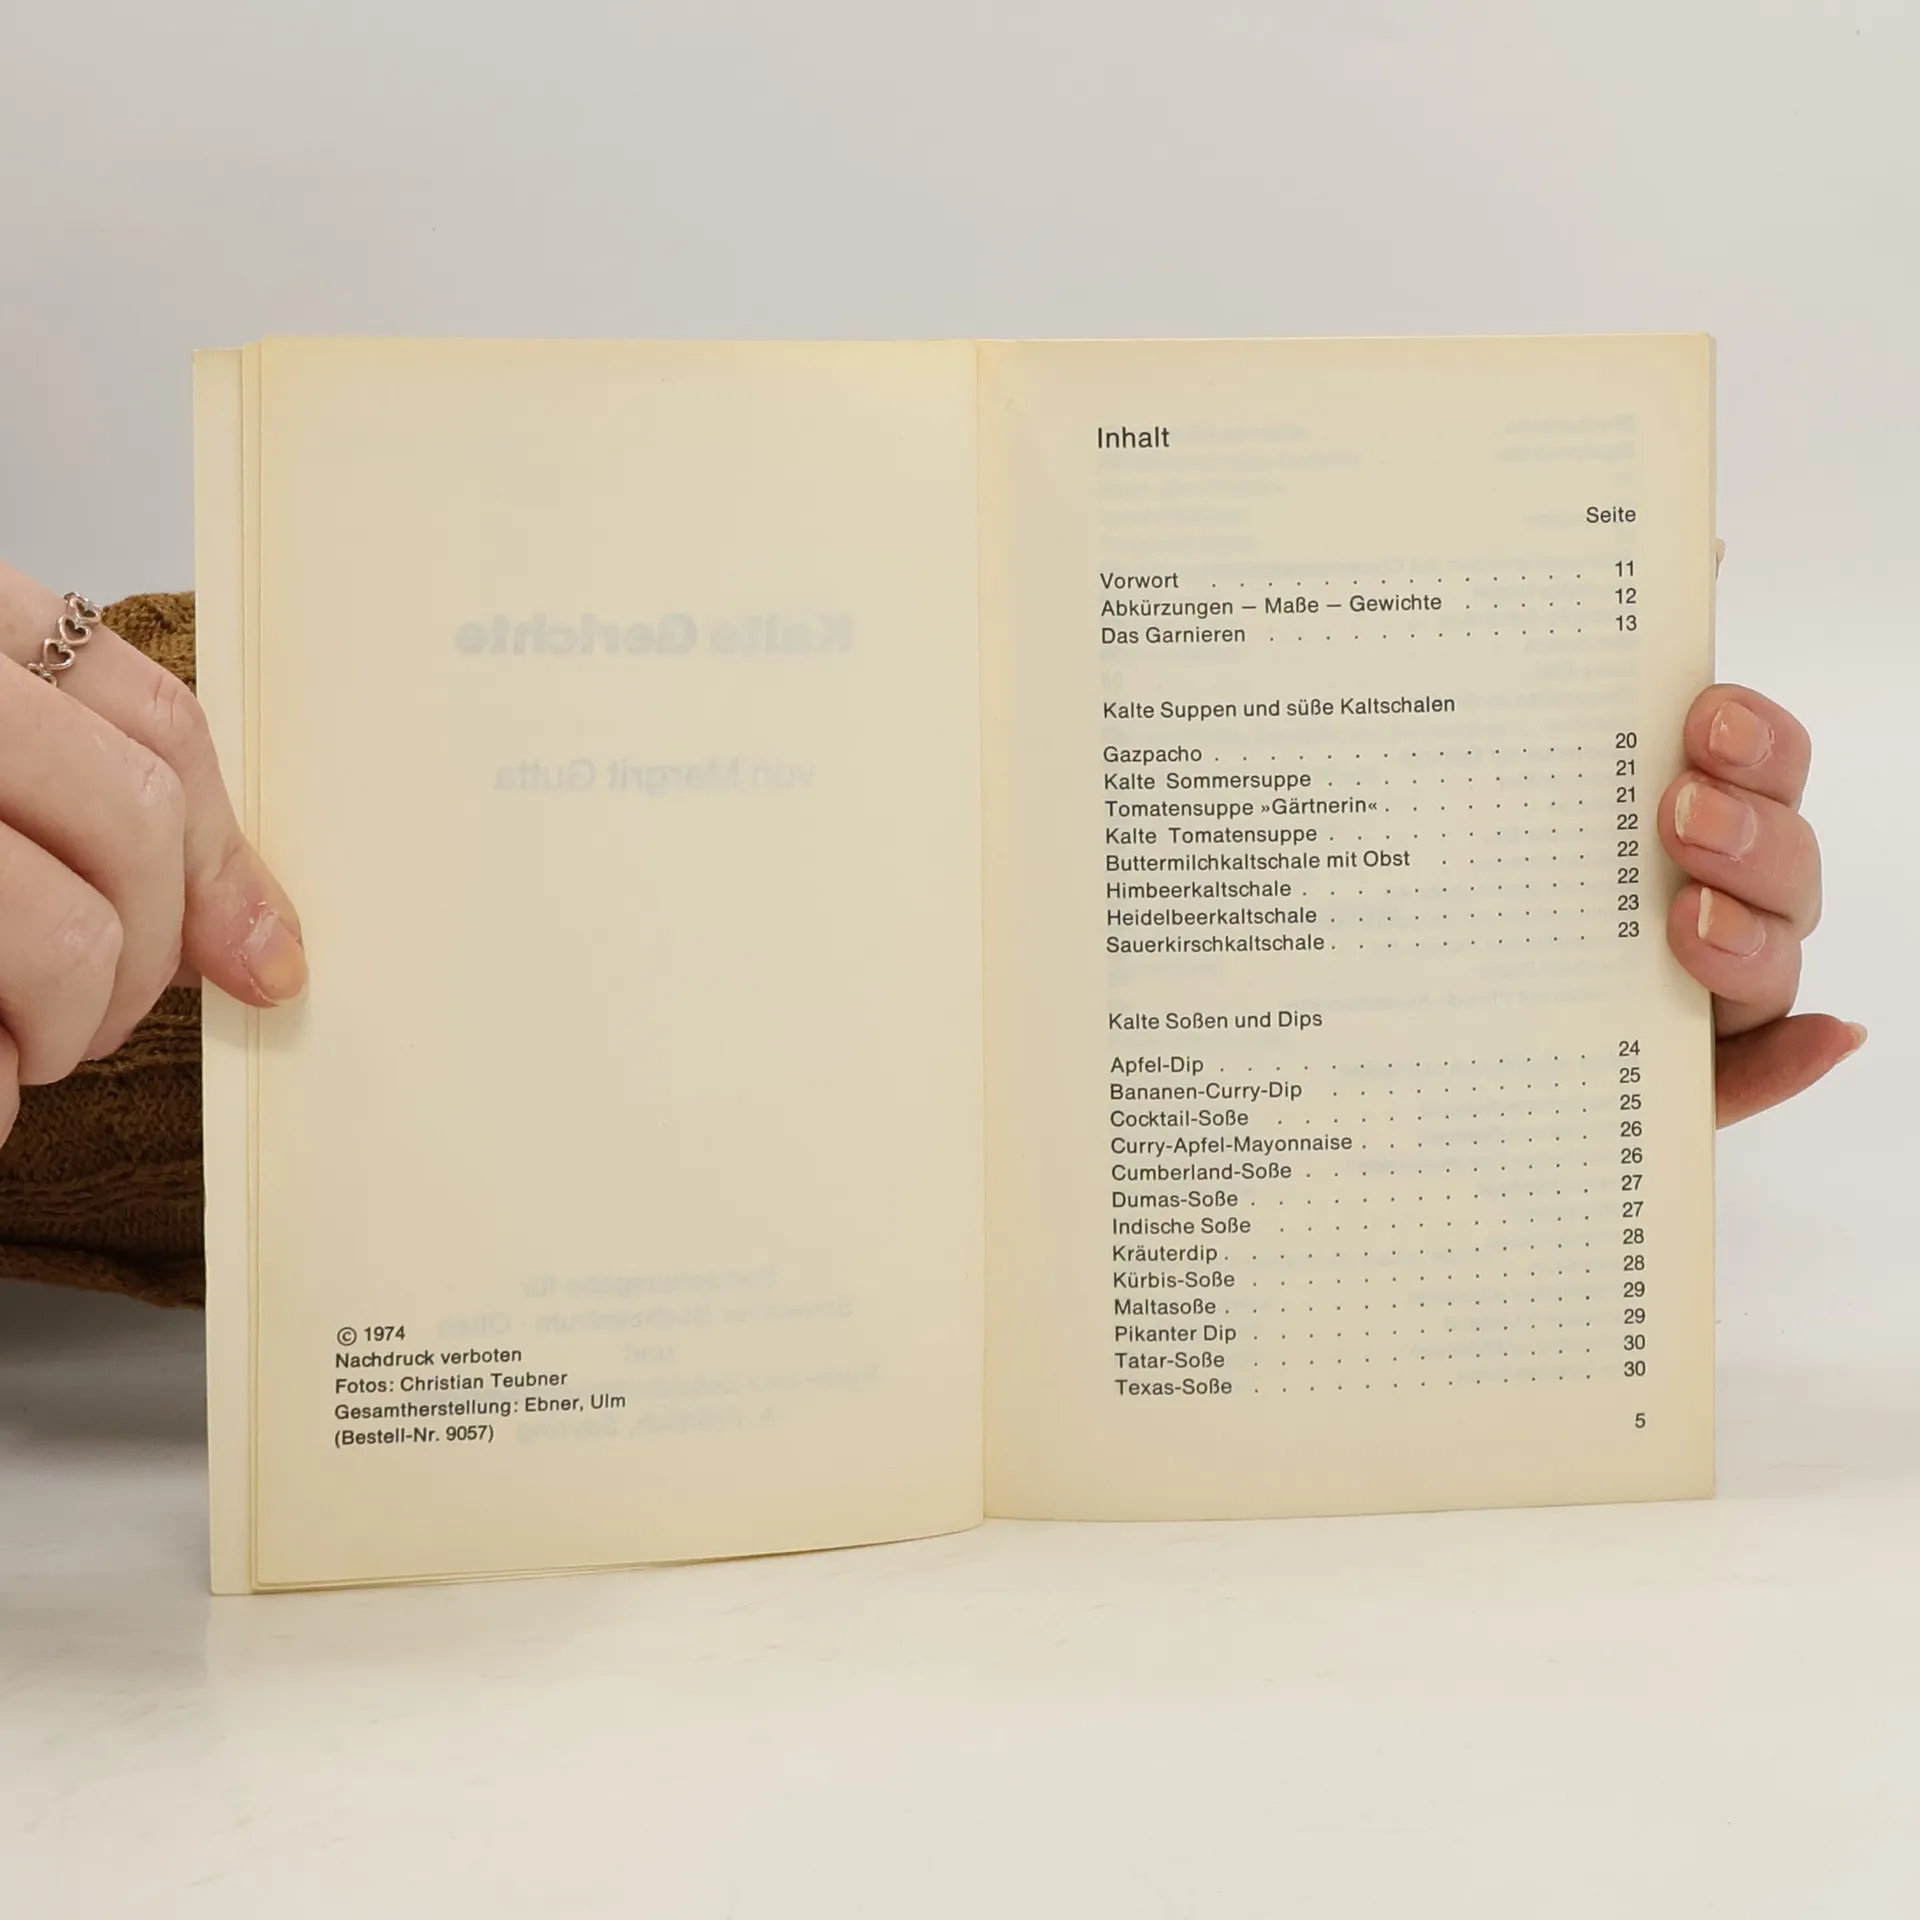 © 1974
Nachdruck verboten
Fotos: Christian Teubner
Gesamtherstellung: Ebner, Ulm
(Bestell-Nr. 9057)
Inhalt
Seite
Vorwort . . . . . . . . . . . . . . 11
Abkürzungen — Maße — Gewichte . . . . . 12
Das Garnieren . . . . . . . . . . . . 13
Kalte Suppen und süße Kaltschalen
Gazpacho . . . . . . . . . . . . . . 20
Kalte Sommersuppe . . . . . . . . . . 21
Tomatensuppe »Gärtnerin« . . . . . . . . 21
Kalte Tomatensuppe . . . . . . . . . . 22
Buttermilchkaltschale mit Obst . . . . . . 22
Himbeerkaltschale . . . . . . . . . . . 22
Heidelbeerkaltschale . . . . . . . . . . 23
Sauerkirschkaltschale . . . . . . . . . . 23
Kalte Soßen und Dips
Apfel-Dip . . . . . . . . . . . . . . 24
Bananen-Curry-Dip . . . . . . . . . . 25
Cocktail-Soße . . . . . . . . . . . . 25
Curry-Apfel-Mayonnaise . . . . . . . . . 26
Cumberland-Soße . . . . . . . . . . . 26
Dumas-Soße . . . . . . . . . . . . . 27
Indische Soße . . . . . . . . . . . . 27
Kräuterdip . . . . . . . . . . . . . . 28
Kürbis-Soße . . . . . . . . . . . . . 28
Maltasoße . . . . . . . . . . . . . . 29
Pikanter Dip . . . . . . . . . . . . . 29
Tatar-Soße . . . . . . . . . . . . . 30
Texas-Soße . . . . . . . . . . . . . 30
5